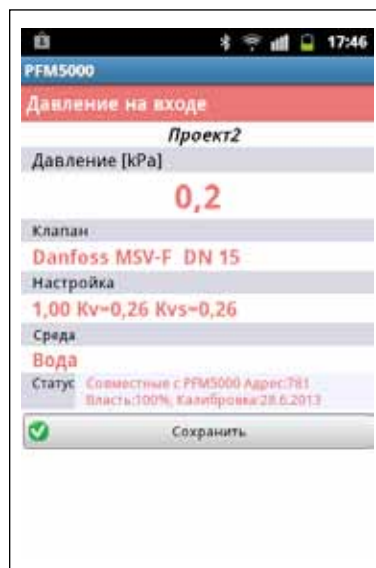 17:46
PFM5000
Давление на входе
Проект2
Давление [kPa]
0,2
Клапан
Danfoss MSV-F DN 15
Настройка
1,00 Kv=0,26 Kvs=0,26
Среда
Вода
Статус Совместные с PFM5000 Адрес:781
Власть:100%, Калибровка:28.6.2013
Сохранить